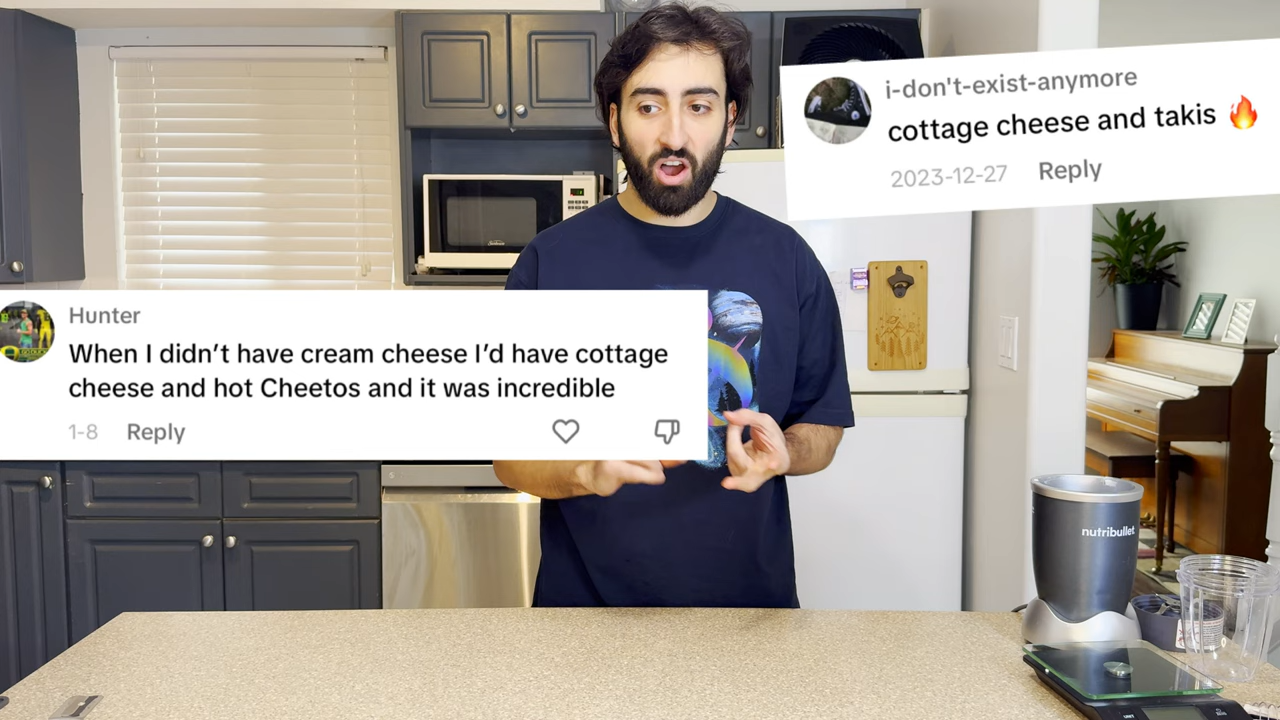 i-don't-exist-anymore
cottage cheese and takis 🔥
2023-12-27 Reply
Hunter
When I didn't have cream cheese I'd have cottage
cheese and hot Cheetos and it was incredible
1-8 Reply
nutribullet